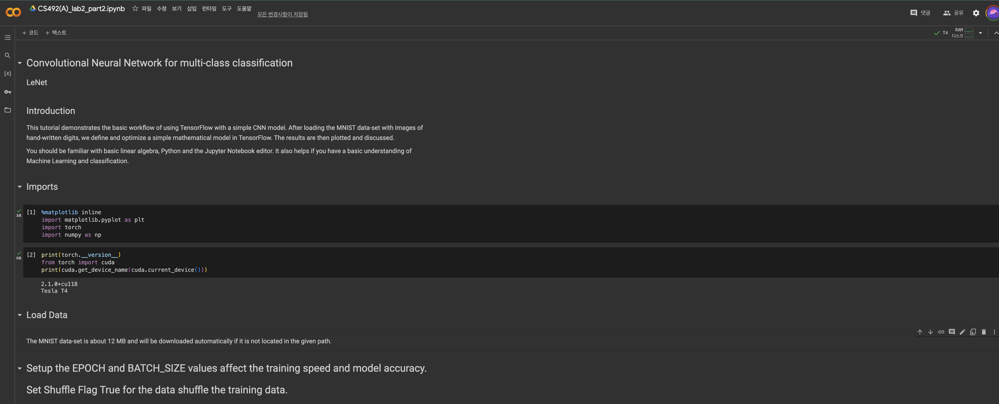 CS492(A)_lab2_part2.ipynb
파일 수정 보기 삽입 런타임 도구 도움말
모든 변경사항이 저장됨
댓글 공유
+ 코드 + 텍스트
T4
RAM
디스크
Convolutional Neural Network for multi-class classification
LeNet
{x}
Introduction
This tutorial demonstrates the basic workflow of using TensorFlow with a simple CNN model. After loading the MNIST data-set with images of
hand-written digits, we define and optimize a simple mathematical model in TensorFlow. The results are then plotted and discussed.
You should be familiar with basic linear algebra, Python and the Jupyter Notebook editor. It also helps if you have a basic understanding of
Machine Learning and classification.
Imports
3초
[1] %matplotlib inline
import matplotlib.pyplot as plt
import torch
import numpy as np
0초
[2] print(torch.__version__)
from torch import cuda
print(cuda.get_device_name(cuda.current_device()))
2.1.0+cu118
Tesla T4
Load Data
The MNIST data-set is about 12 MB and will be downloaded automatically if it is not located in the given path.
Setup the EPOCH and BATCH_SIZE values affect the training speed and model accuracy.
Set Shuffle Flag True for the data shuffle the training data.